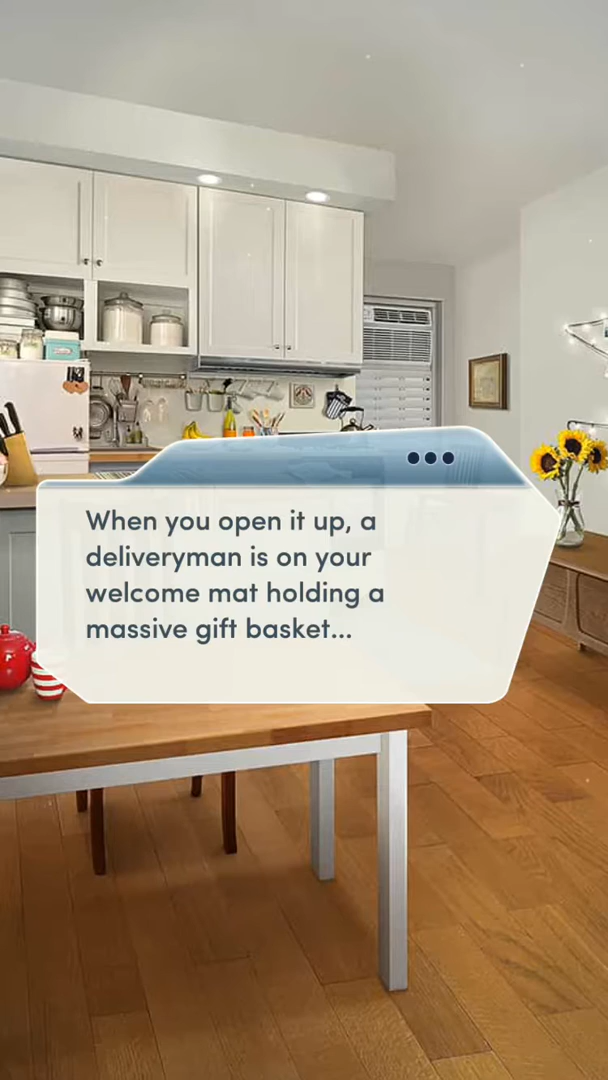 When you open it up, a
deliveryman is on your
welcome mat holding a
massive gift basket...